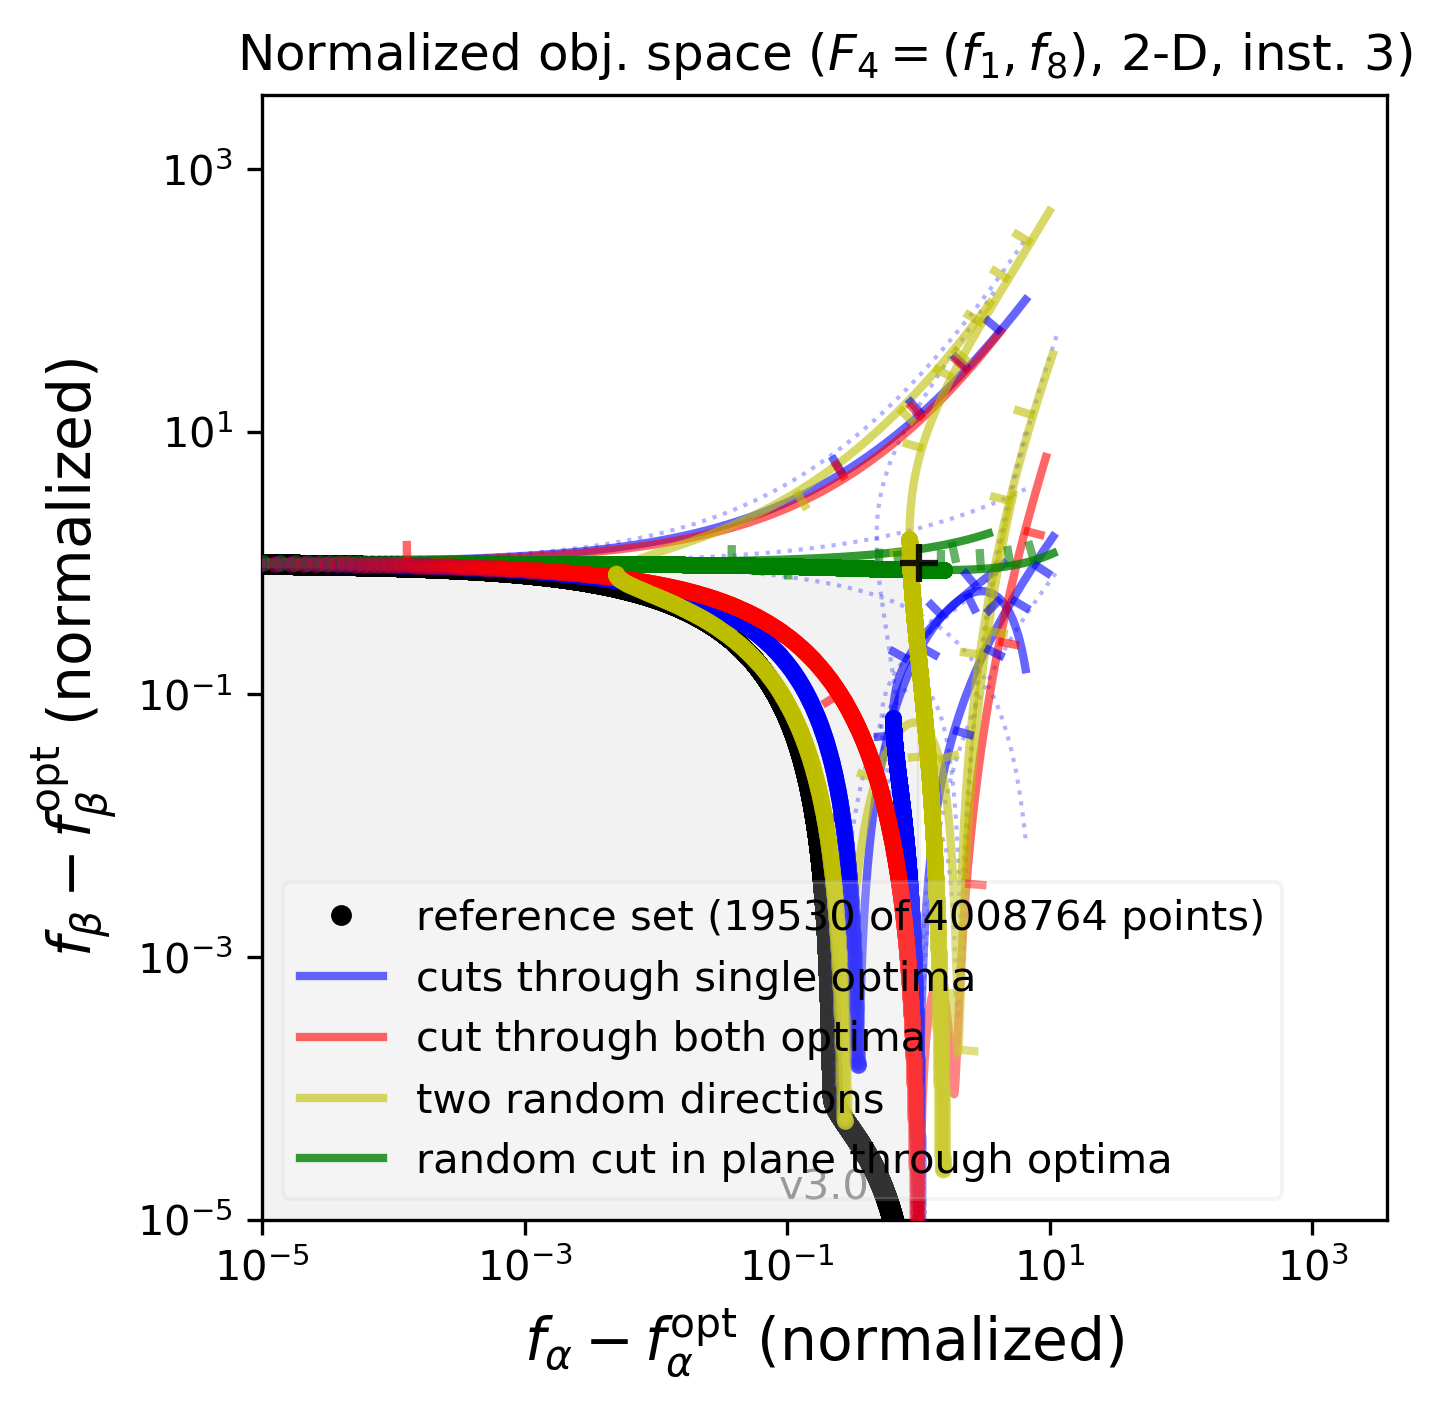 Normalized obj. space (F₄ = (f₁, f₈), 2-D, inst. 3)
10³
10¹
10⁻¹
10⁻³
10⁻⁵
f_β − f_β^opt (normalized)
reference set (19530 of 4008764 points)
cuts through single optima
cut through both optima
two random directions
random cut in plane through optima
v3.0
10⁻⁵ 10⁻³ 10⁻¹ 10¹ 10³
f_α − f_α^opt (normalized)